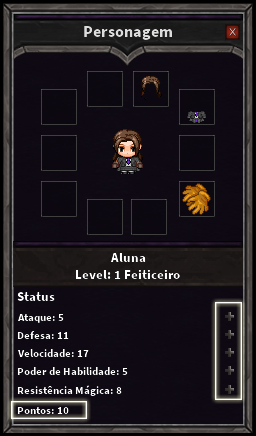 Personagem
X
Aluna
Level: 1 Feiticeiro
Status
Ataque: 5
Defesa: 11
Velocidade: 17
Poder de Habilidade: 5
Resistência Mágica: 8
Pontos: 10